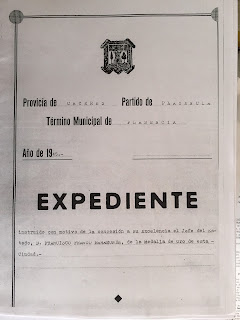 Provicia de CACERES Partido de PLASENCIA
Término Municipal de PLASENCIA
Año de 19
EXPEDIENTE
instruido con motivo de la concesión a su excelencia el Jefe del Es-
tado, D. FRANCISCO FRANCO BAHAMONDE, de la Medalla de Oro de esta
Ciudad.-